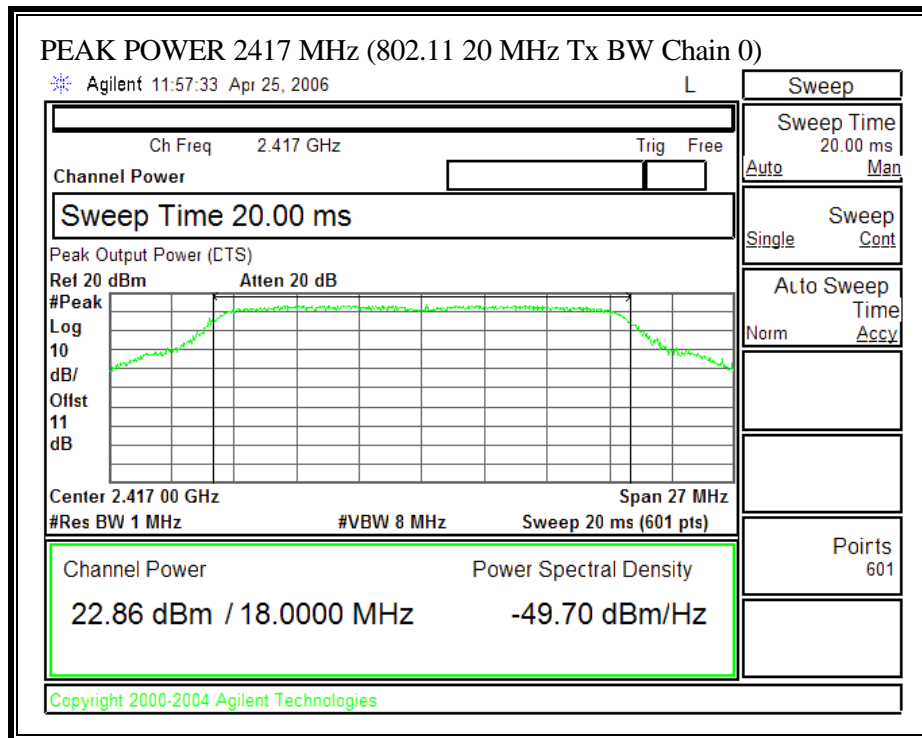 PEAK POWER 2417 MHz (802.11 20 MHz Tx BW Chain 0)
Agilent 11:57:33 Apr 25, 2006 L
Sweep
Ch Freq 2.417 GHz Trig Free
Channel Power
Sweep Time 20.00 ms
Peak Output Power (DTS)
Ref 20 dBm Atten 20 dB
#Peak
Log
10
dB/
Offst
11
dB
Center 2.417 00 GHz Span 27 MHz
#Res BW 1 MHz #VBW 8 MHz Sweep 20 ms (601 pts)
Channel Power Power Spectral Density
22.86 dBm / 18.0000 MHz -49.70 dBm/Hz
Copyright 2000-2004 Agilent Technologies
Sweep Time
20.00 ms
Auto Man
Sweep
Single Cont
Auto Sweep
Time
Norm Accy
Points
601